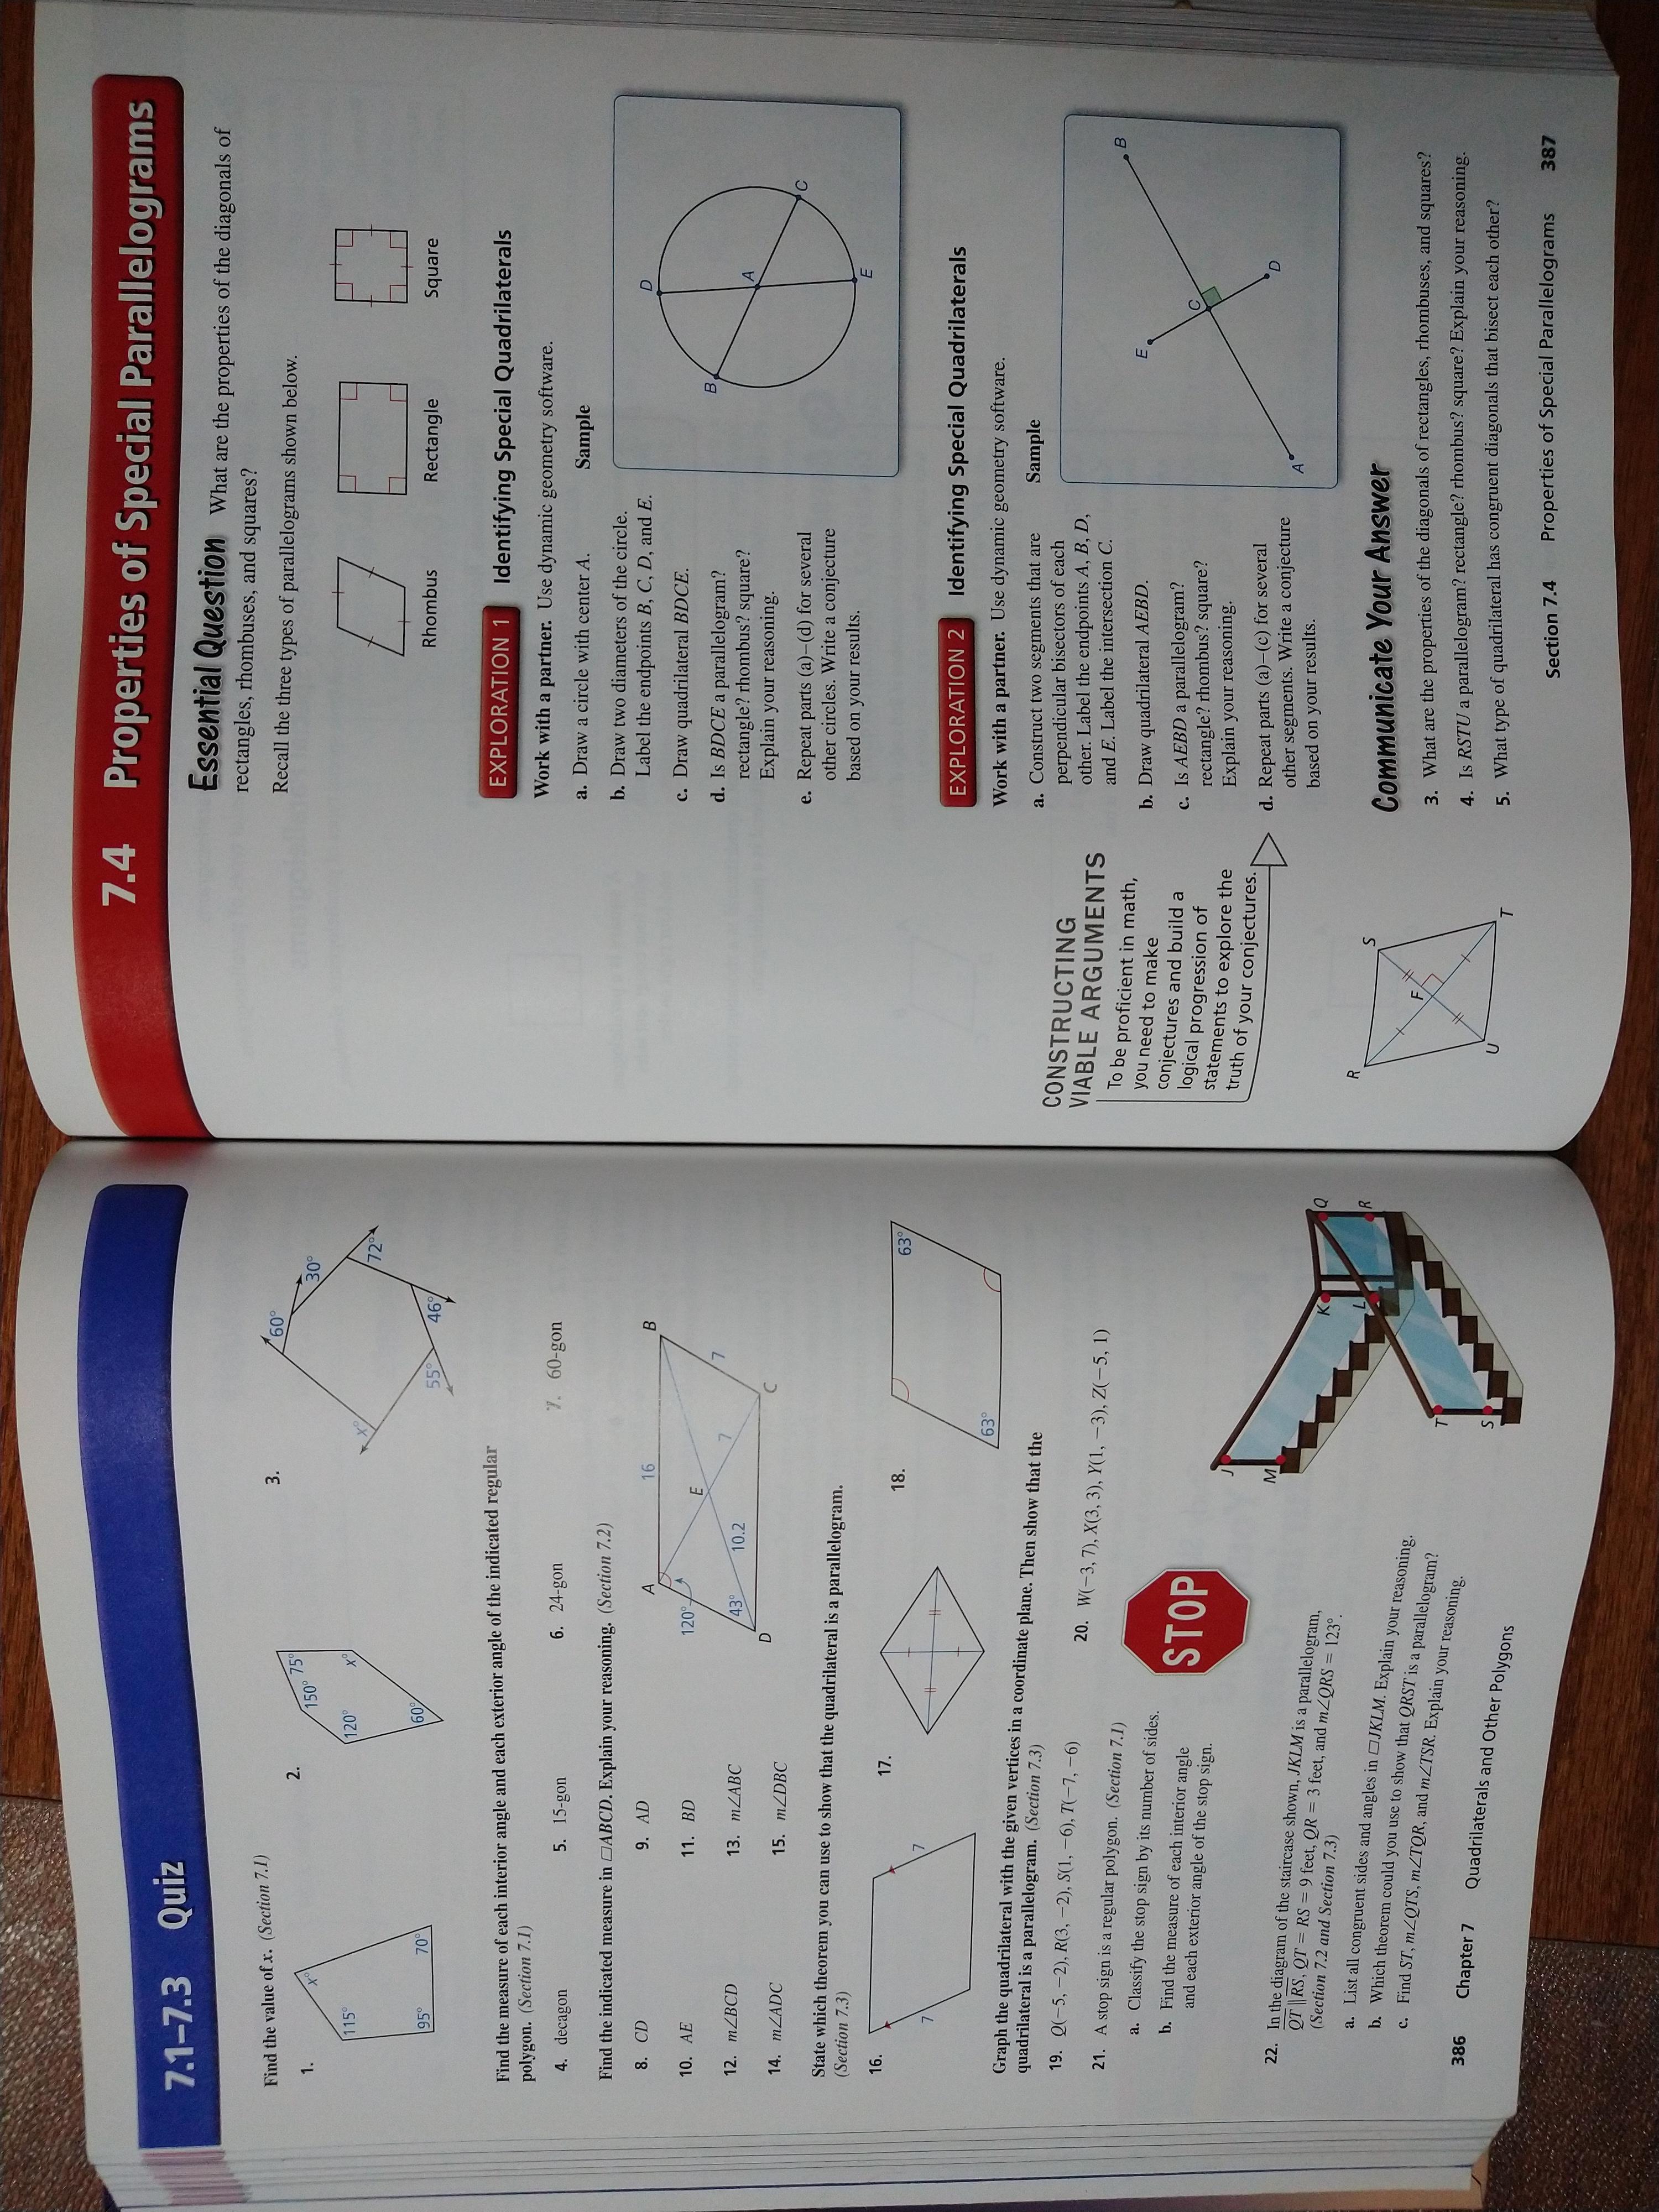 7.1–7.3 Quiz
Find the value of x. (Section 7.1)
1.
x°
115°
95°
70°
2.
75°
150°
120°
x°
60°
3.
60°
30°
x°
72°
55°
46°
Find the measure of each interior angle and each exterior angle of the indicated regular
polygon. (Section 7.1)
4. decagon
5. 15-gon
6. 24-gon
7. 60-gon
Find the indicated measure in ▱ABCD. Explain your reasoning. (Section 7.2)
8. CD
9. AD
10. AE
11. BD
12. m∠BCD
13. m∠ABC
14. m∠ADC
15. m∠DBC
A
16
B
120°
E
7
7
43°
10.2
D
C
State which theorem you can use to show that the quadrilateral is a parallelogram.
(Section 7.3)
16.
7
7
17.
18.
63°
63°
Graph the quadrilateral with the given vertices in a coordinate plane. Then show that the
quadrilateral is a parallelogram. (Section 7.3)
19. Q(−5, −2), R(3, −2), S(1, −6), T(−7, −6)
20. W(−3, 7), X(3, 3), Y(1, −3), Z(−5, 1)
21. A stop sign is a regular polygon. (Section 7.1)
a. Classify the stop sign by its number of sides.
b. Find the measure of each interior angle
and each exterior angle of the stop sign.
STOP
22. In the diagram of the staircase shown, JKLM is a parallelogram,
QT ∥ RS, QT = RS = 9 feet, QR = 3 feet, and m∠QRS = 123°.
(Section 7.2 and Section 7.3)
a. List all congruent sides and angles in ▱JKLM. Explain your reasoning.
b. Which theorem could you use to show that QRST is a parallelogram?
c. Find ST, m∠QTS, m∠TQR, and m∠TSR. Explain your reasoning.
J
M
K
Q
L
R
T
S
386 Chapter 7 Quadrilaterals and Other Polygons
7.4 Properties of Special Parallelograms
Essential Question What are the properties of the diagonals of
rectangles, rhombuses, and squares?
Recall the three types of parallelograms shown below.
Rhombus
Rectangle
Square
EXPLORATION 1 Identifying Special Quadrilaterals
Work with a partner. Use dynamic geometry software.
a. Draw a circle with center A.
b. Draw two diameters of the circle.
Label the endpoints B, C, D, and E.
c. Draw quadrilateral BDCE.
d. Is BDCE a parallelogram?
rectangle? rhombus? square?
Explain your reasoning.
e. Repeat parts (a)–(d) for several
other circles. Write a conjecture
based on your results.
Sample
D
B
A
C
E
EXPLORATION 2 Identifying Special Quadrilaterals
Work with a partner. Use dynamic geometry software.
a. Construct two segments that are
perpendicular bisectors of each
other. Label the endpoints A, B, D,
and E. Label the intersection C.
b. Draw quadrilateral AEBD.
c. Is AEBD a parallelogram?
rectangle? rhombus? square?
Explain your reasoning.
d. Repeat parts (a)–(c) for several
other segments. Write a conjecture
based on your results.
Sample
B
E
C
D
A
CONSTRUCTING
VIABLE ARGUMENTS
To be proficient in math,
you need to make
conjectures and build a
logical progression of
statements to explore the
truth of your conjectures.
Communicate Your Answer
3. What are the properties of the diagonals of rectangles, rhombuses, and squares?
4. Is RSTU a parallelogram? rectangle? rhombus? square? Explain your reasoning.
5. What type of quadrilateral has congruent diagonals that bisect each other?
R
S
F
U
T
Section 7.4 Properties of Special Parallelograms 387